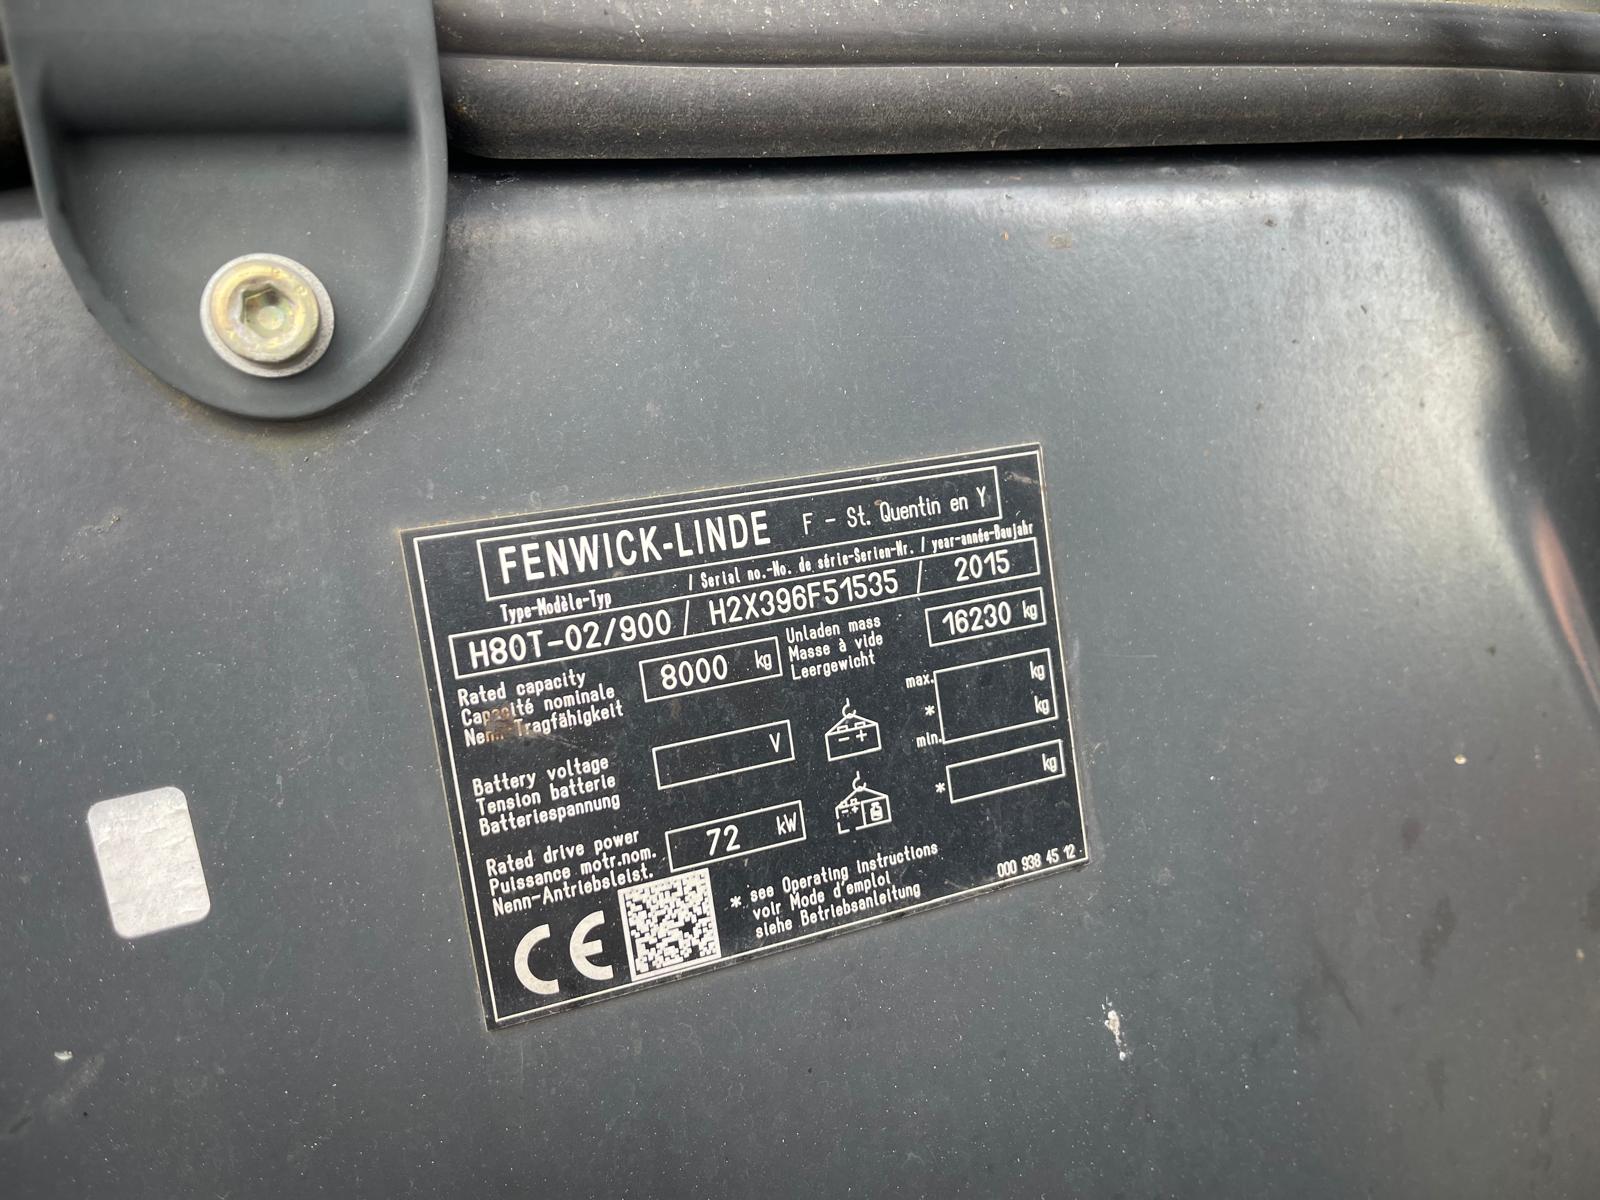 FENWICK-LINDE F - St. Quentin en Y
Type-Modèle-Typ / Serial no.-No. de série-Serien-Nr. / year-année-Baujahr
H80T-02/900 / H2X396F51535 / 2015
Rated capacity
Capacité nominale
Nenn-Tragfähigkeit
8000 kg
Unladen mass
Masse à vide
Leergewicht
16230 kg
Battery voltage
Tension batterie
Batteriespannung
V
- +
max. kg
* kg
min.
Rated drive power
Puissance motr.nom.
Nenn-Antriebsleist.
72 kW
- +
* kg
CE
* see Operating Instructions
voir Mode d'emploi
siehe Betriebsanleitung
000 938 45 12